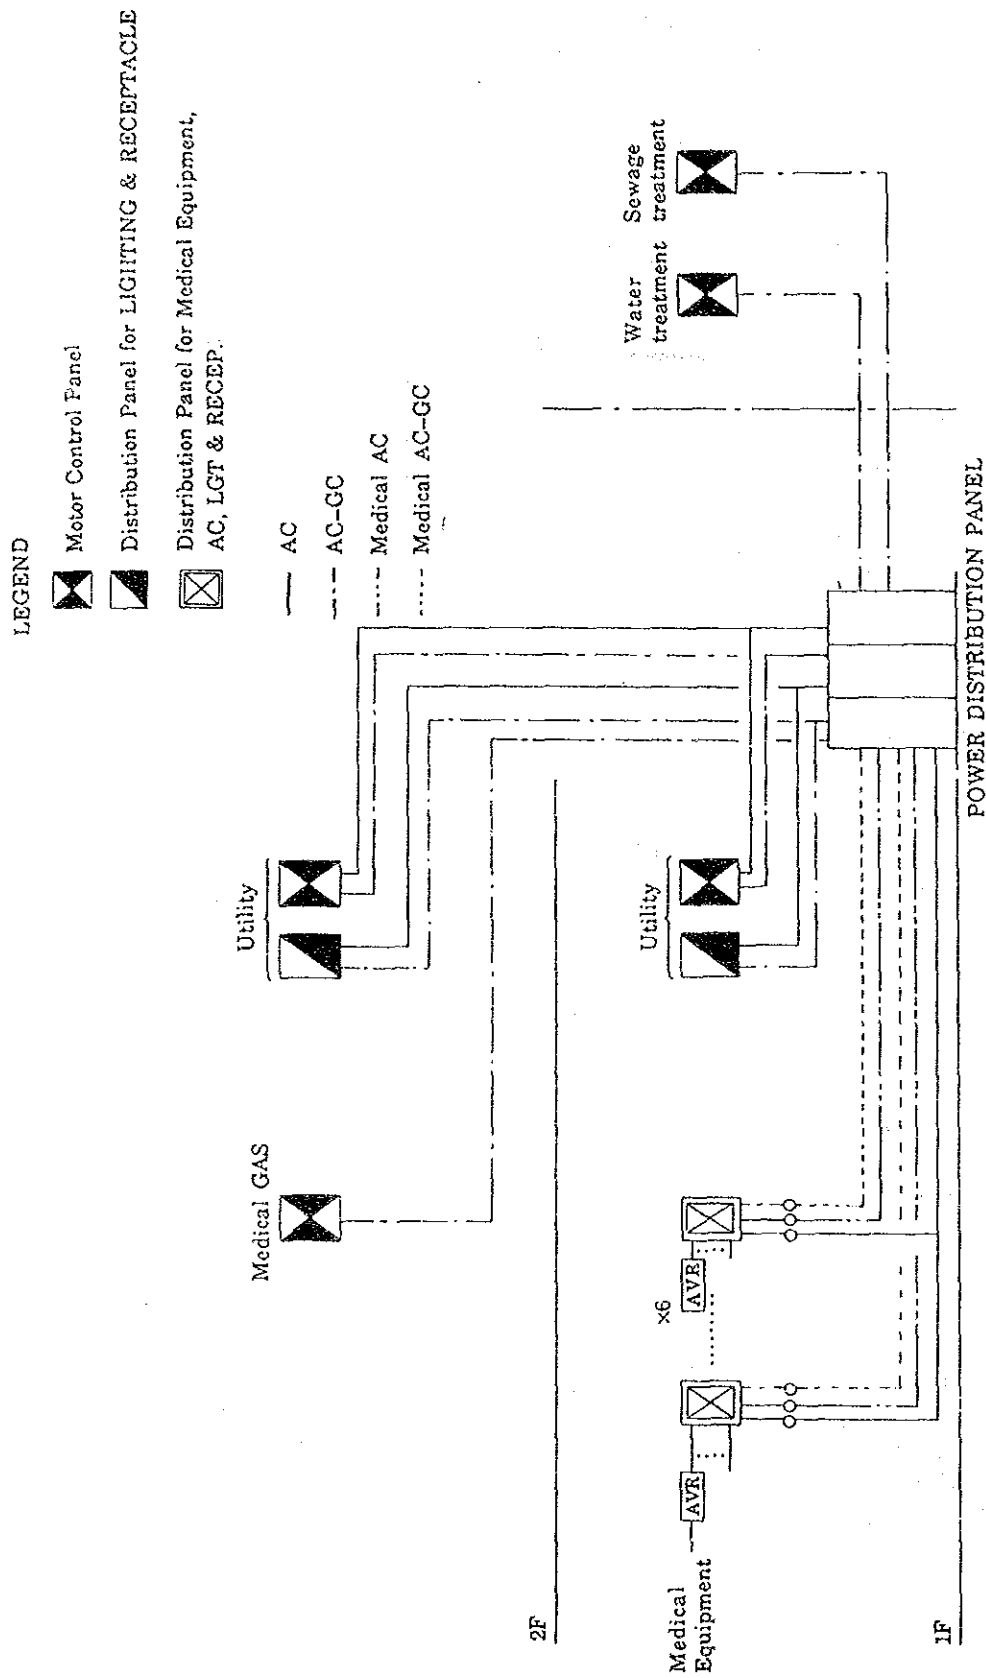 LEGEND
Motor Control Panel
Distribution Panel for LIGHTING & RECEPTACLE
Distribution Panel for Medical Equipment,
AC, LGT & RECEP.
AC
AC-GC
Medical AC
Medical AC-GC
Utility
Medical GAS
2F
Water
treatment
Sewage
treatment
Utility
x6
AVR
AVR
Medical
Equipment
1F
POWER DISTRIBUTION PANEL